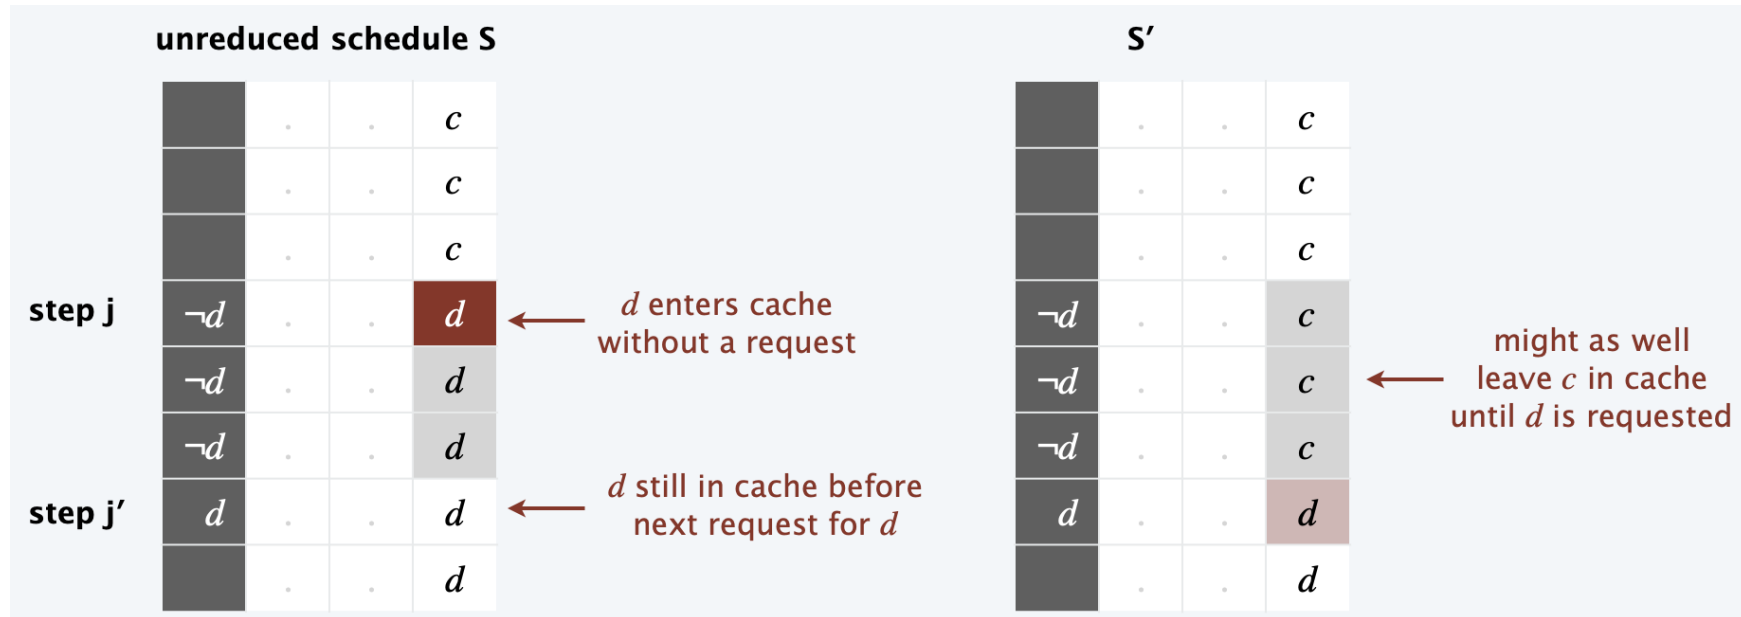 unreduced schedule S
S′
. . c
. . c
. . c
. . c
. . c
. . c
step j
¬d . . d
d enters cache
without a request
¬d . . c
¬d . . d
¬d . . c
might as well
leave c in cache
until d is requested
¬d . . d
¬d . . c
step j′
d . . d
d still in cache before
next request for d
d . . d
. . d
. . d